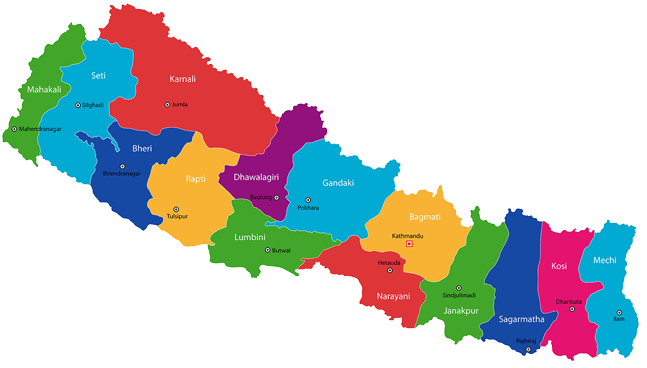 Karnali
Seti
Mahakali
Silghadi
Jumla
Mahendranagar
Bheri
Beendranagar
Rapti
Dhawalagiri
Gandaki
Baglung
Pokhara
Tulsipur
Bagmati
Lumbini
Kathmandu
Butwal
Hetauda
Mechi
Kosi
Narayani
Sindjulimadi
Dhankuta
Janakpur
Sagarmatha
Ilam
Rajbiraj